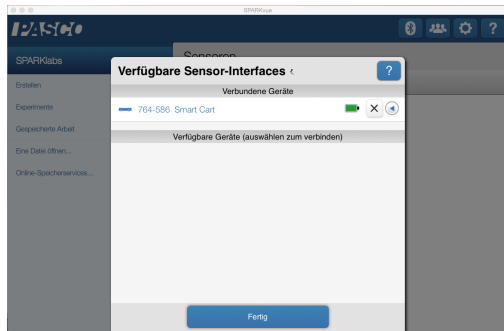 SPARKvue
PASCO
?
SPARKlabs
Sensoren
Erstellen
Experimente
Gespeicherte Arbeit
Eine Datei öffnen...
Online-Speicherservices...
Verfügbare Sensor-Interfaces
?
Verbundene Geräte
764-586 Smart Cart
Verfügbare Geräte (auswählen zum verbinden)
Fertig